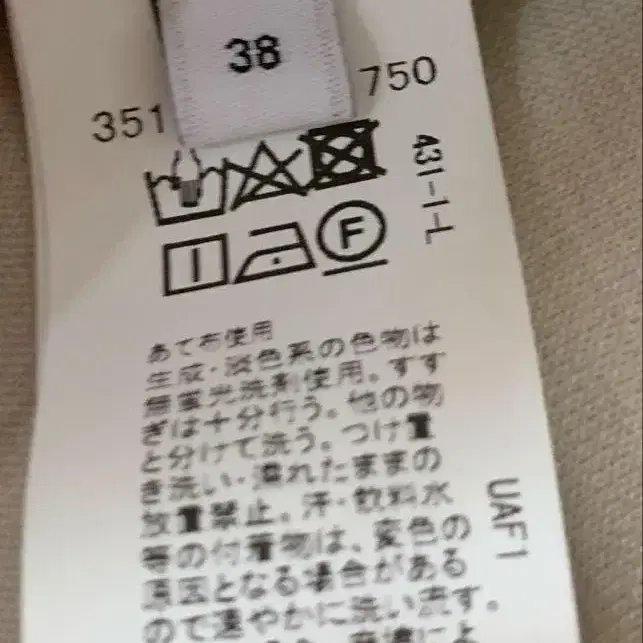 38
351
750
431-1-L
F
あて布使用
生成・淡色系の色物は
無蛍光洗剤使用。すす
ぎは十分行う。他の物
と分けて洗う。つけ置
き洗い・濡れたままの
放置禁止。汗・飲料水
等の付着物は、変色の
原因となる場合がある
ので速やかに洗い流す。
UAF1